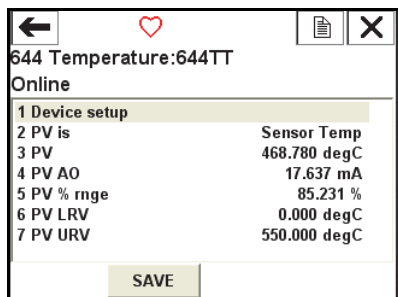 644 Temperature:644TT
Online
1 Device setup
2 PV is Sensor Temp
3 PV 468.780 degC
4 PV AO 17.637 mA
5 PV % rnge 85.231 %
6 PV LRV 0.000 degC
7 PV URV 550.000 degC
SAVE